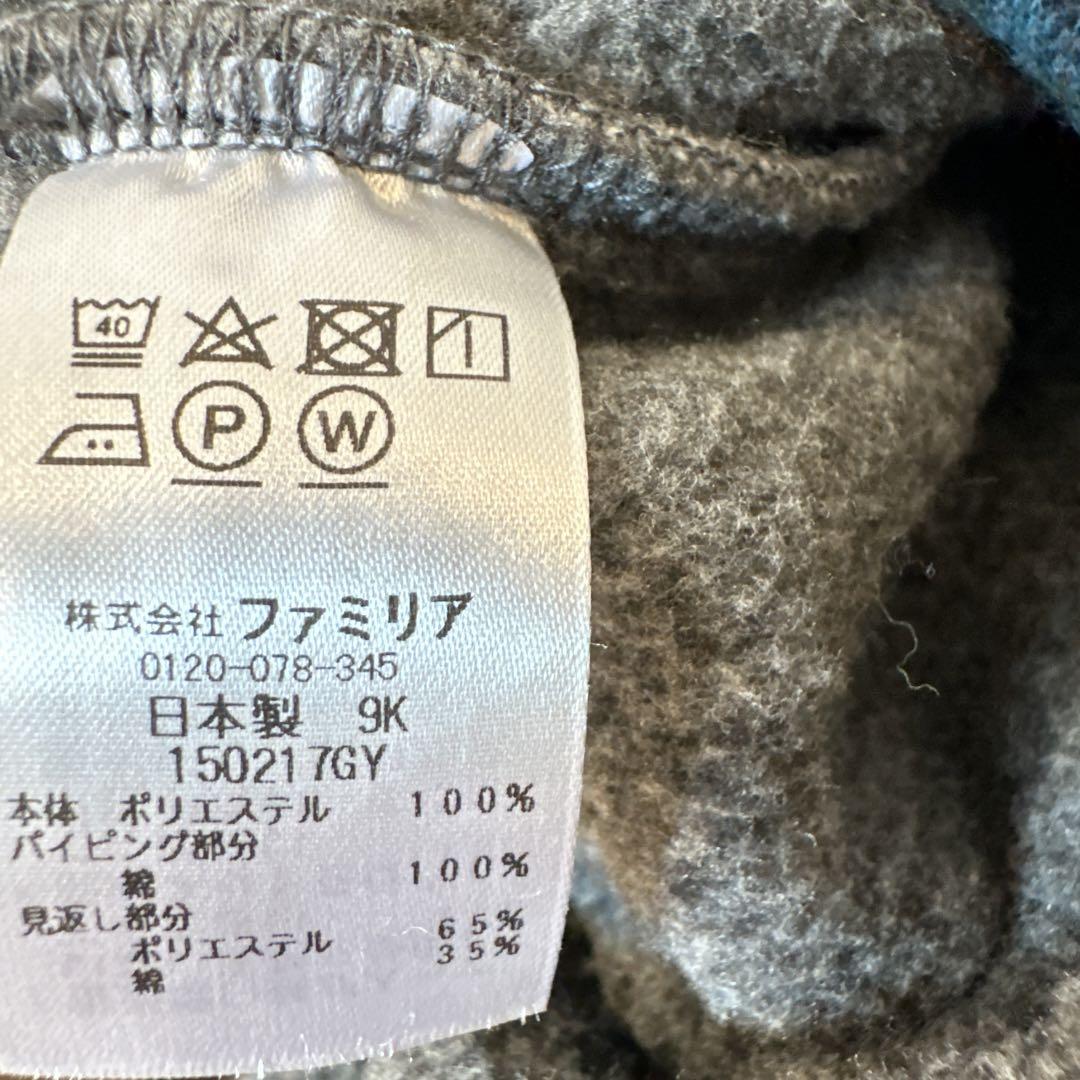 40
P W
株式会社 ファミリア
0120-078-345
日本製 9K
150217GY
本体 ポリエステル 100%
パイピング部分
綿 100%
見返し部分
ポリエステル 65%
綿 35%